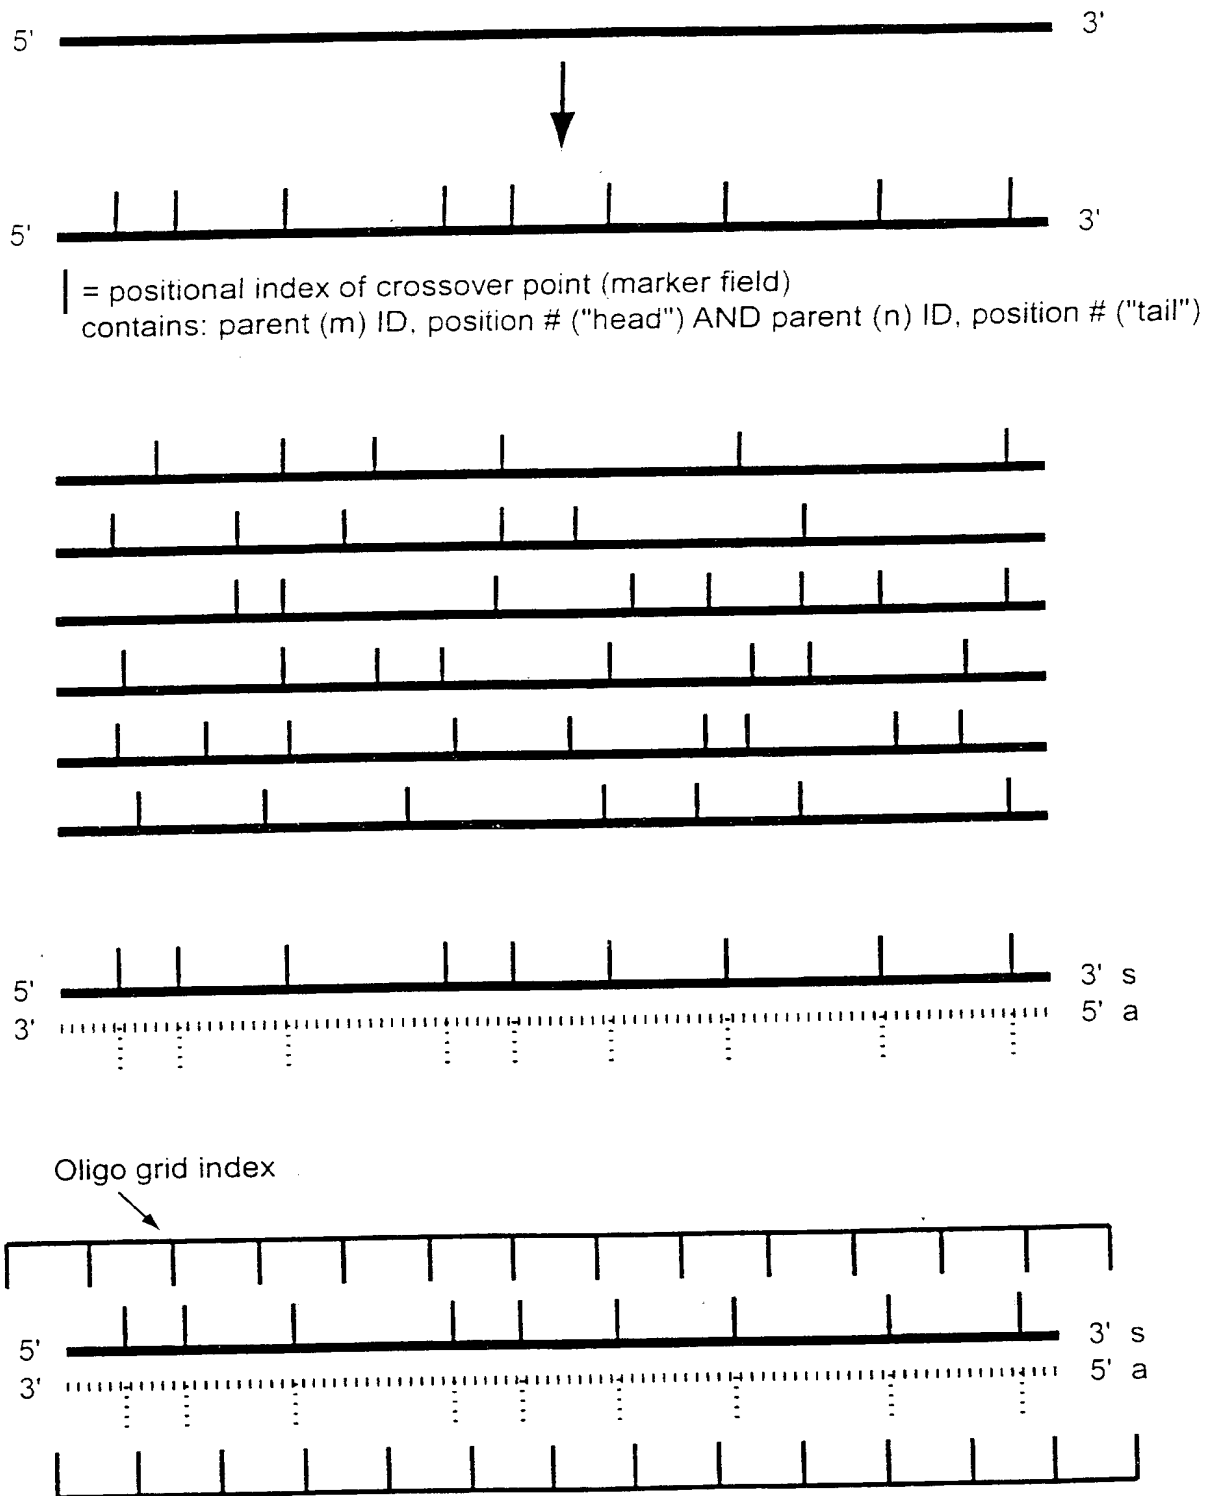 5' 3'
5' 3'
= positional index of crossover point (marker field)
contains: parent (m) ID, position # ("head") AND parent (n) ID, position # ("tail")
5' 3' s
3' 5' a
Oligo grid index
5' 3' s
3' 5' a